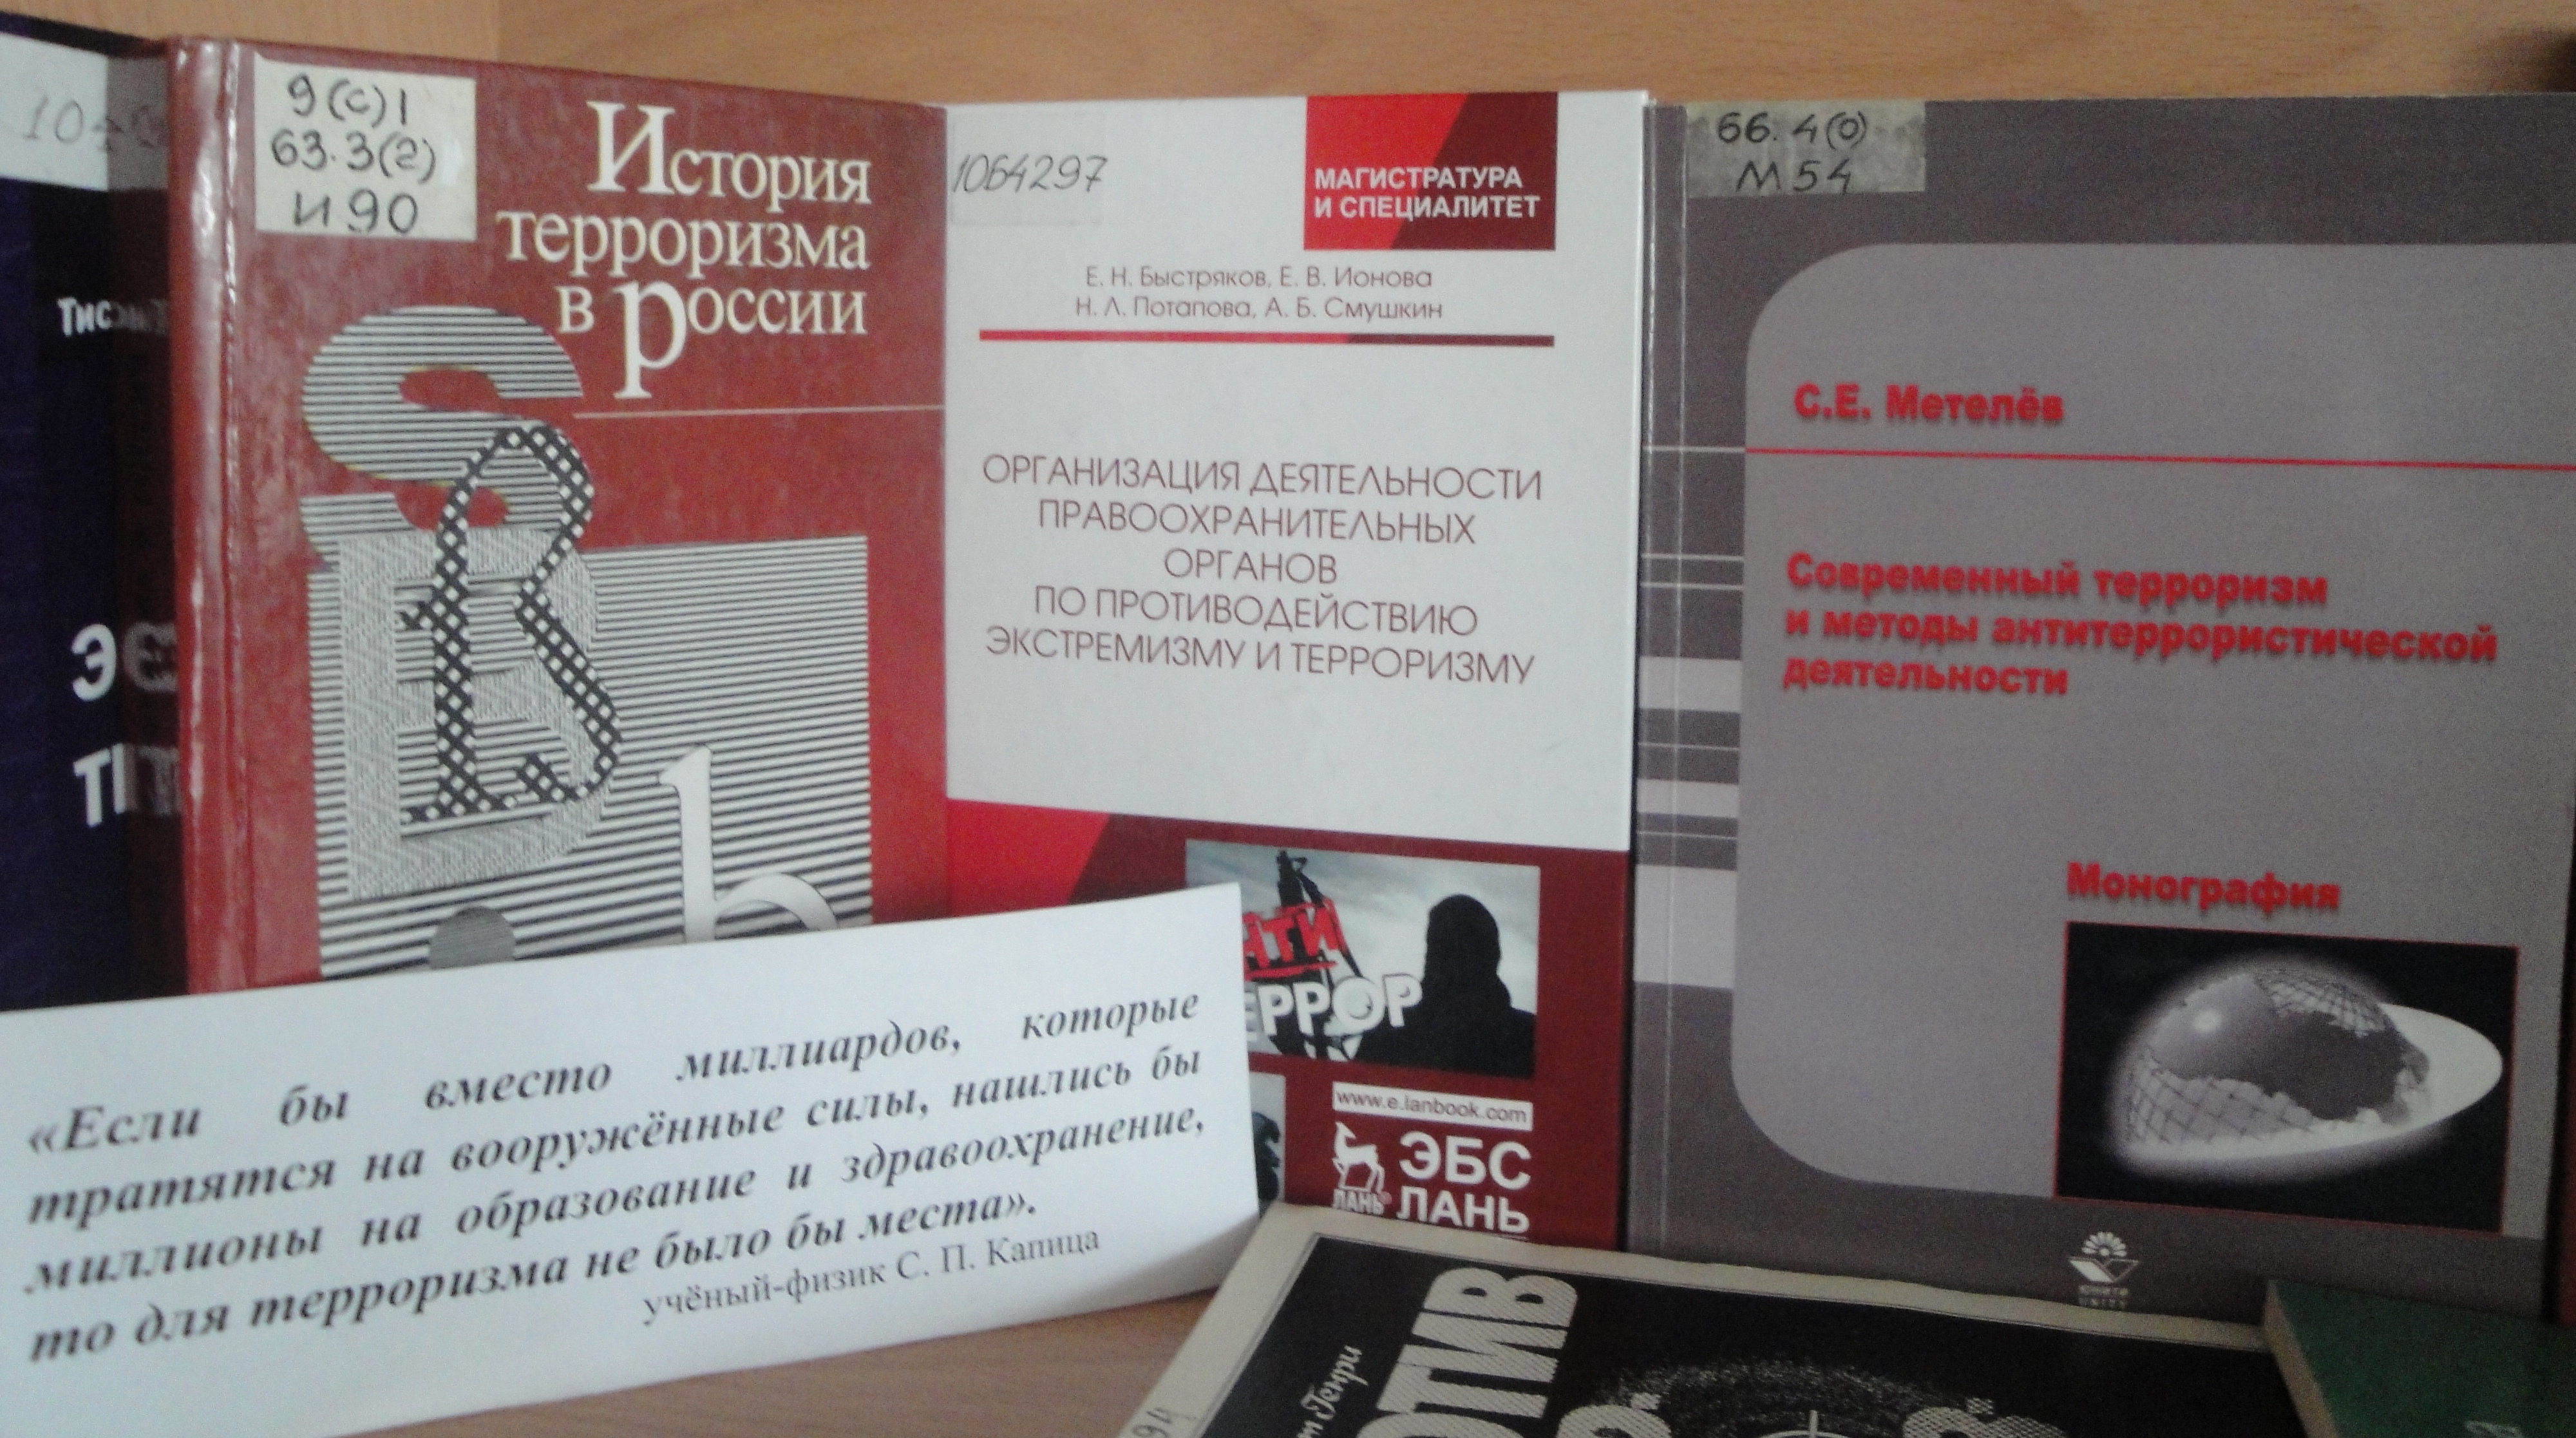 9(с)1
63.3(2)
И90
История
терроризма
в России
1064297
МАГИСТРАТУРА
И СПЕЦИАЛИТЕТ
Е. Н. Быстряков, Е. В. Ионова
Н. Л. Потапова, А. Б. Смушкин
ОРГАНИЗАЦИЯ ДЕЯТЕЛЬНОСТИ
ПРАВООХРАНИТЕЛЬНЫХ
ОРГАНОВ
ПО ПРОТИВОДЕЙСТВИЮ
ЭКСТРЕМИЗМУ И ТЕРРОРИЗМУ
www.e.lanbook.com
ЛАНЬ®
ЭБС
ЛАНЬ
66.4(0)
М54
С.Е. Метелёв
Современный терроризм
и методы антитеррористической
деятельности
Монография
«Если бы вместо миллиардов, которые
тратятся на вооружённые силы, нашлись бы
миллионы на образование и здравоохранение,
то для терроризма не было бы места».
учёный-физик С. П. Капица
Генри